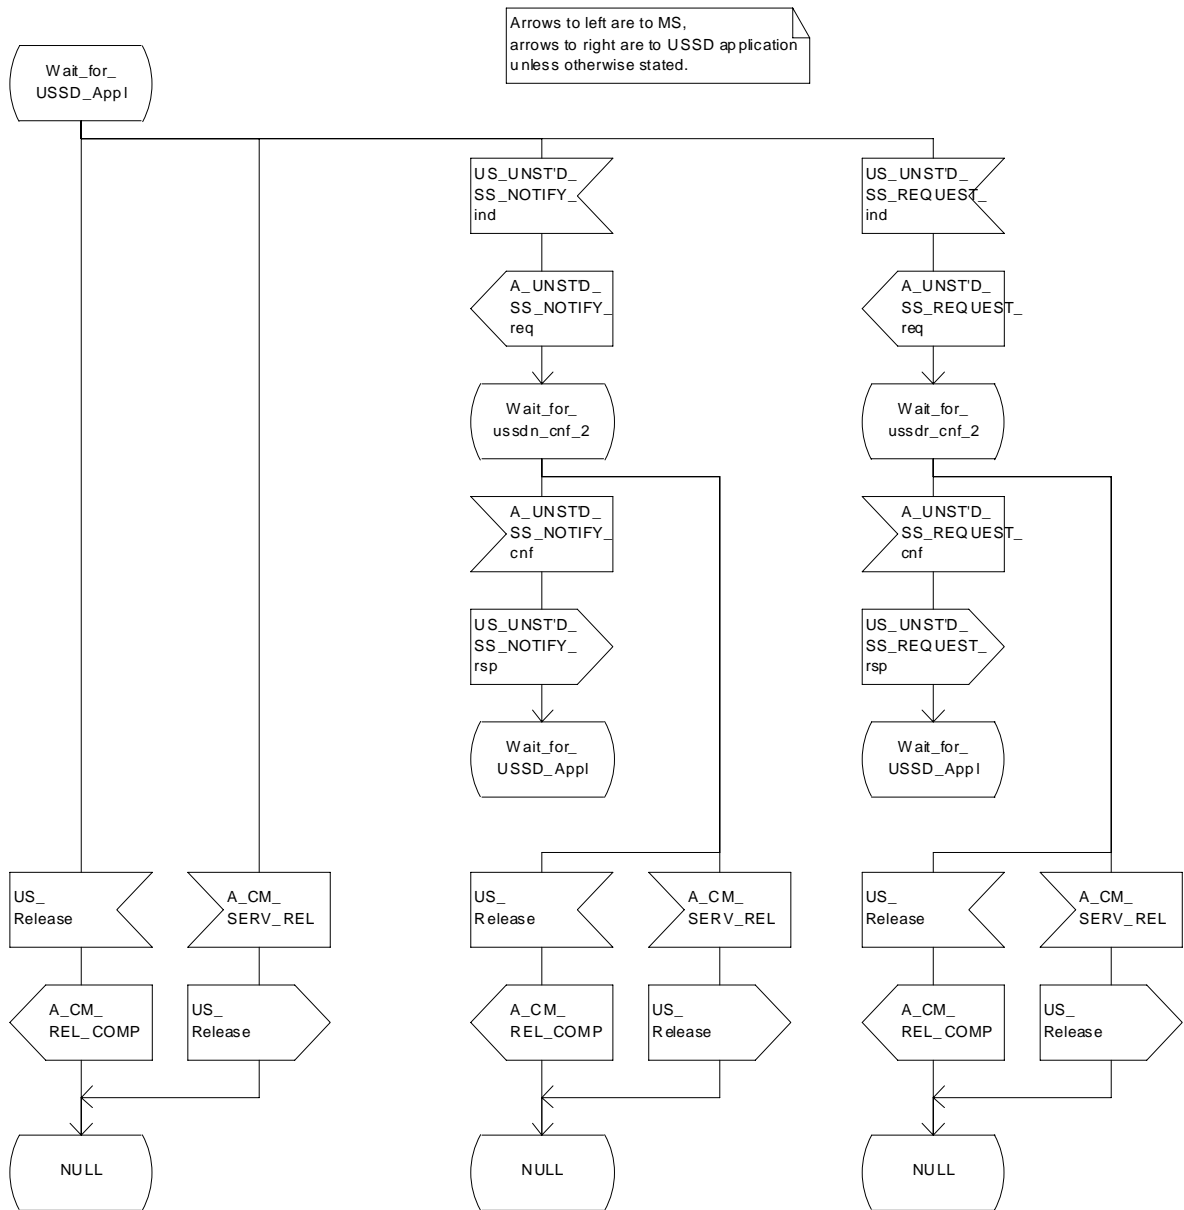 Arrows to left are to MS,
arrows to right are to USSD application
unless otherwise stated.
Wait_for_
USSD_Appl
US_UNST'D_
SS_NOTIFY_
ind
US_UNST'D_
SS_REQUEST_
ind
A_UNST'D_
SS_NOTIFY_
req
A_UNST'D_
SS_REQUEST_
req
Wait_for_
ussdn_cnf_2
Wait_for_
ussdr_cnf_2
A_UNST'D_
SS_NOTIFY_
cnf
A_UNST'D_
SS_REQUEST_
cnf
US_UNST'D_
SS_NOTIFY_
rsp
US_UNST'D_
SS_REQUEST_
rsp
Wait_for_
USSD_Appl
Wait_for_
USSD_Appl
US_
Release
A_CM_
SERV_REL
US_
Release
A_CM_
SERV_REL
US_
Release
A_CM_
SERV_REL
A_CM_
REL_COMP
US_
Release
A_CM_
REL_COMP
US_
Release
A_CM_
REL_COMP
US_
Release
NULL
NULL
NULL